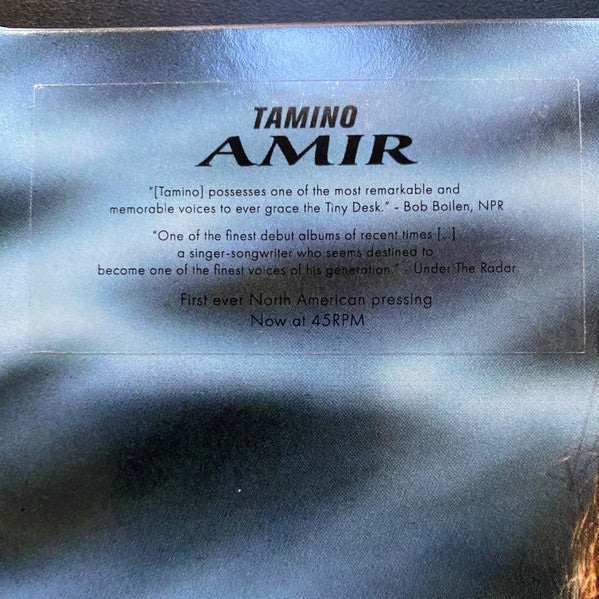 TAMINO
AMIR
"[Tamino] possesses one of the most remarkable and
memorable voices to ever grace the Tiny Desk." - Bob Boilen, NPR
"One of the finest debut albums of recent times [...]
a singer-songwriter who seems destined to
become one of the finest voices of his generation." - Under The Radar
First ever North American pressing
Now at 45RPM